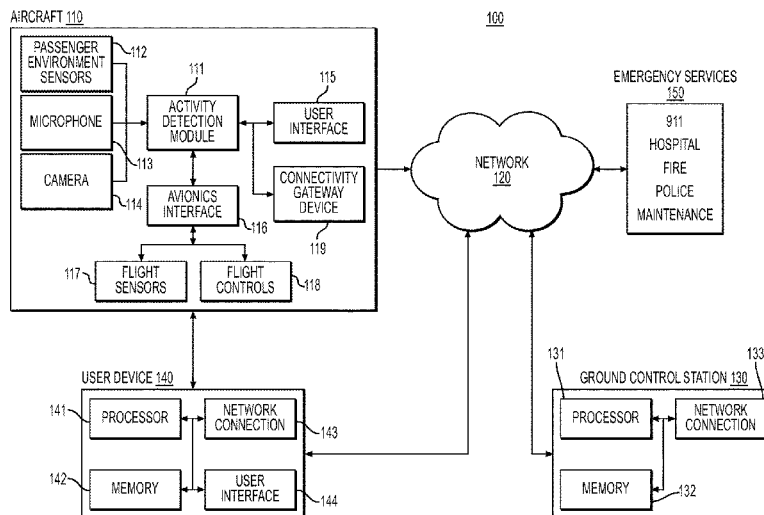 AIRCRAFT 110
100
PASSENGER
ENVIRONMENT
SENSORS
112
111
115
MICROPHONE
113
ACTIVITY
DETECTION
MODULE
USER
INTERFACE
CAMERA
114
AVIONICS
INTERFACE
116
CONNECTIVITY
GATEWAY
DEVICE
119
117
FLIGHT
SENSORS
FLIGHT
CONTROLS
118
NETWORK
120
EMERGENCY SERVICES
150
911
HOSPITAL
FIRE
POLICE
MAINTENANCE
USER DEVICE 140
141
PROCESSOR
NETWORK
CONNECTION
143
142
MEMORY
USER
INTERFACE
144
131
133
GROUND CONTROL STATION 130
PROCESSOR
NETWORK
CONNECTION
MEMORY
132